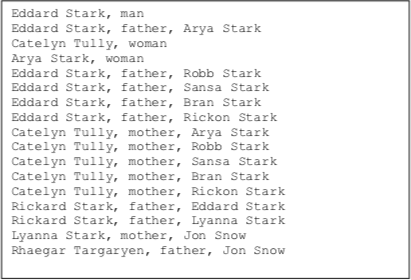 Eddard Stark, man
Eddard Stark, father, Arya Stark
Catelyn Tully, woman
Arya Stark, woman
Eddard Stark, father, Robb Stark
Eddard Stark, father, Sansa Stark
Eddard Stark, father, Bran Stark
Eddard Stark, father, Rickon Stark
Catelyn Tully, mother, Arya Stark
Catelyn Tully, mother, Robb Stark
Catelyn Tully, mother, Sansa Stark
Catelyn Tully, mother, Bran Stark
Catelyn Tully, mother, Rickon Stark
Rickard Stark, father, Eddard Stark
Rickard Stark, father, Lyanna Stark
Lyanna Stark, mother, Jon Snow
Rhaegar Targaryen, father, Jon Snow